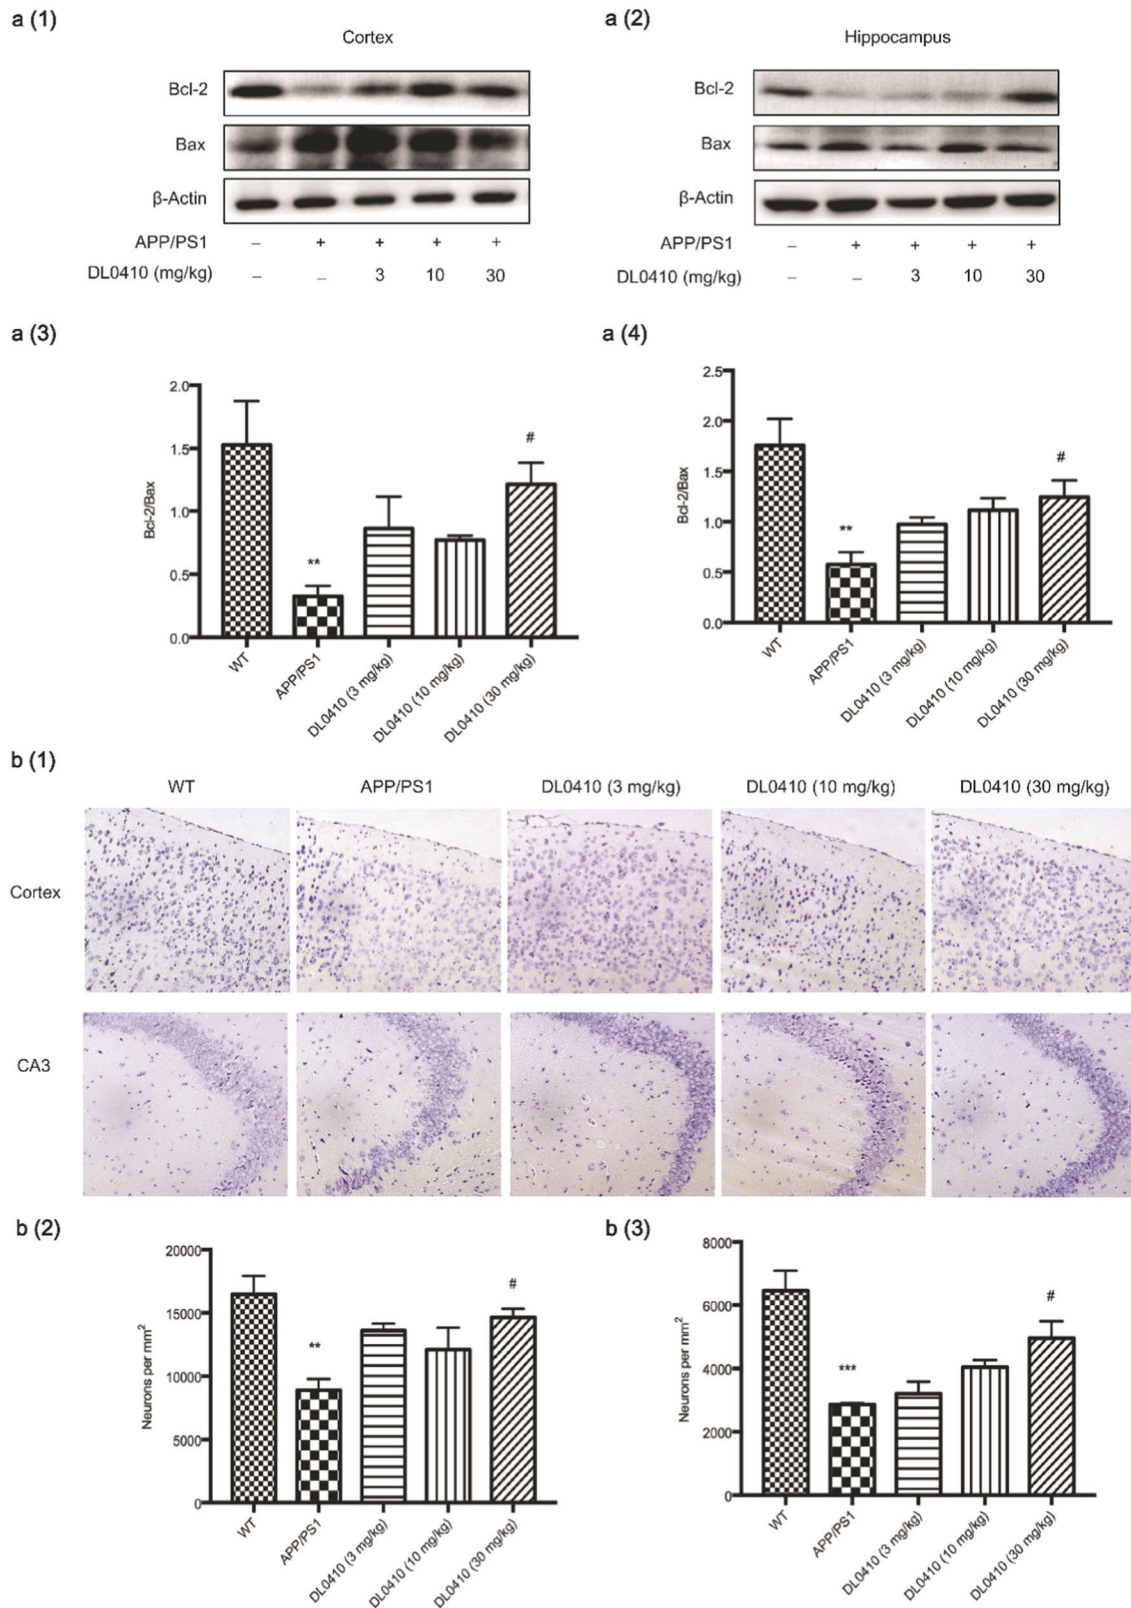 a (1)
Cortex
Bcl-2
Bax
β-Actin
APP/PS1 – + + + +
DL0410 (mg/kg) – – 3 10 30
a (2)
Hippocampus
Bcl-2
Bax
β-Actin
APP/PS1 – + + + +
DL0410 (mg/kg) – – 3 10 30
a (3)
Bcl-2/Bax
2.0
1.5
1.0
0.5
0.0
**
#
WT
APP/PS1
DL0410 (3 mg/kg)
DL0410 (10 mg/kg)
DL0410 (30 mg/kg)
a (4)
Bcl-2/Bax
2.5
2.0
1.5
1.0
0.5
0.0
**
#
WT
APP/PS1
DL0410 (3 mg/kg)
DL0410 (10 mg/kg)
DL0410 (30 mg/kg)
b (1)
WT APP/PS1 DL0410 (3 mg/kg) DL0410 (10 mg/kg) DL0410 (30 mg/kg)
Cortex
CA3
b (2)
Neurons per mm²
20000
15000
10000
5000
0
**
#
WT
APP/PS1
DL0410 (3 mg/kg)
DL0410 (10 mg/kg)
DL0410 (30 mg/kg)
b (3)
Neurons per mm²
8000
6000
4000
2000
0
***
#
WT
APP/PS1
DL0410 (3 mg/kg)
DL0410 (10 mg/kg)
DL0410 (30 mg/kg)